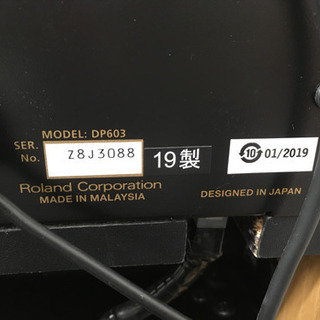 MODEL: DP603
SER. No. Z8J3088
19製
10 01/2019
Roland Corporation
MADE IN MALAYSIA
DESIGNED IN JAPAN